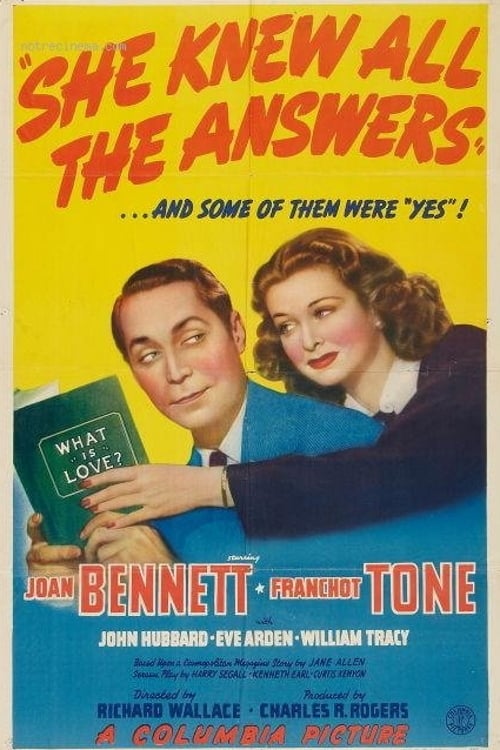 notrecinema.com
"SHE KNEW ALL
THE ANSWERS"
...AND SOME OF THEM WERE "YES"!
WHAT
"IS"
LOVE?
starring
JOAN BENNETT ★ FRANCHOT TONE
with
JOHN HUBBARD · EVE ARDEN · WILLIAM TRACY
Based Upon a Cosmopolitan Magazine Story by JANE ALLEN
Screen Play by HARRY SEGALL · KENNETH EARL · CURTIS KENYON
Directed by Produced by
RICHARD WALLACE · CHARLES R. ROGERS
A COLUMBIA PICTURE